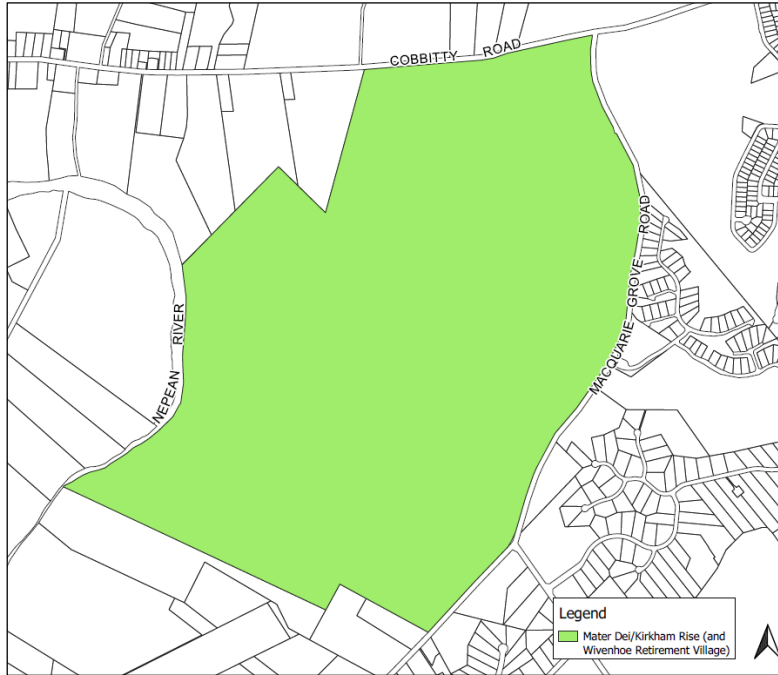 COBBITTY ROAD
NEPEAN RIVER
MACQUARIE GROVE ROAD
Legend
Mater Dei/Kirkham Rise (and
Wivenhoe Retirement Village)